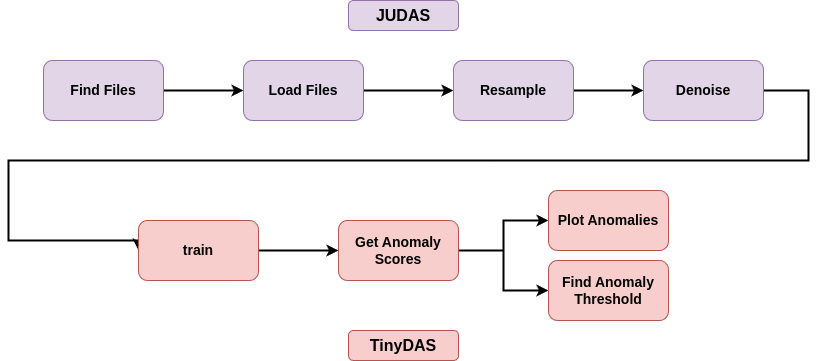 JUDAS
Find Files
Load Files
Resample
Denoise
train
Get Anomaly
Scores
Plot Anomalies
Find Anomaly
Threshold
TinyDAS